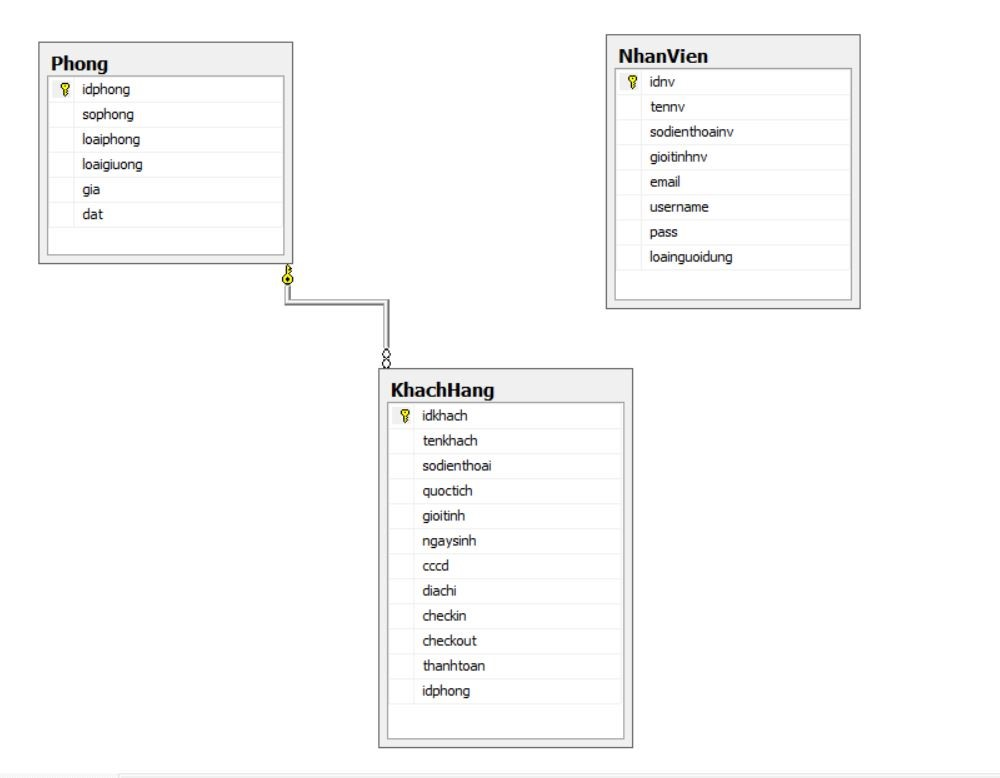 Phong
idphong
sophong
loaiphong
loaigiuong
gia
dat
NhanVien
idnv
tennv
sodienthoainv
gioitinhnv
email
username
pass
loainguoidung
KhachHang
idkhach
tenkhach
sodienthoai
quoctich
gioitinh
ngaysinh
cccd
diachi
checkin
checkout
thanhtoan
idphong